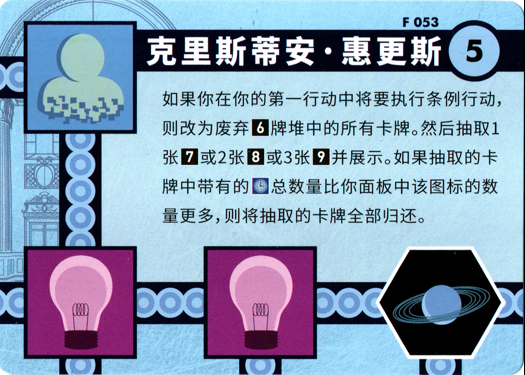 F 053
克里斯蒂安·惠更斯 5
如果你在你的第一行动中将要执行条例行动，
则改为废弃6牌堆中的所有卡牌。然后抽取1
张7或2张8或3张9并展示。如果抽取的卡
牌中带有的总数量比你面板中该图标的数
量更多，则将抽取的卡牌全部归还。